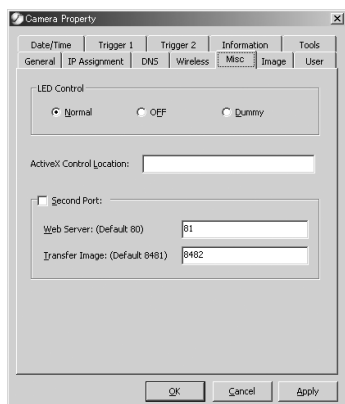 Camera Property
Date/Time Trigger 1 Trigger 2 Information Tools
General IP Assignment DNS Wireless Misc Image User
LED Control
Normal OFF Dummy
ActiveX Control Location:
Second Port:
Web Server: (Default 80) 81
Transfer Image: (Default 8481) 8482
OK Cancel Apply